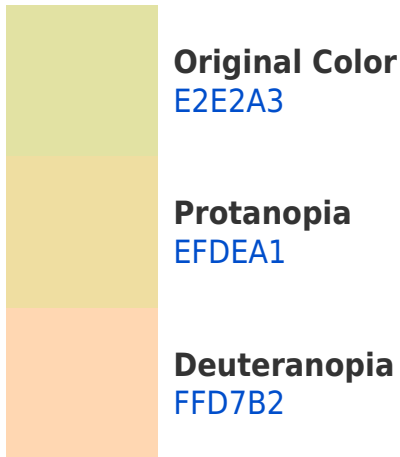 Original Color
E2E2A3
Protanopia
EFDEA1
Deuteranopia
FFD7B2